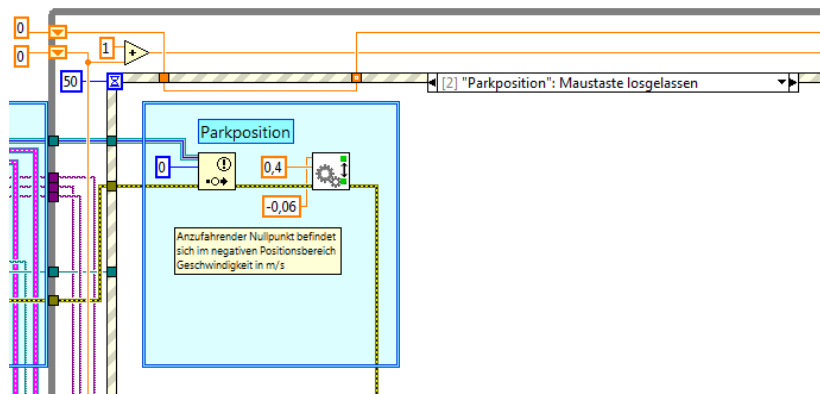 0
0
1
50
[2] "Parkposition": Maustaste losgelassen
Parkposition
0
0,4
-0,06
Anzufahrender Nullpunkt befindet
sich im negativen Positionsbereich
Geschwindigkeit in m/s